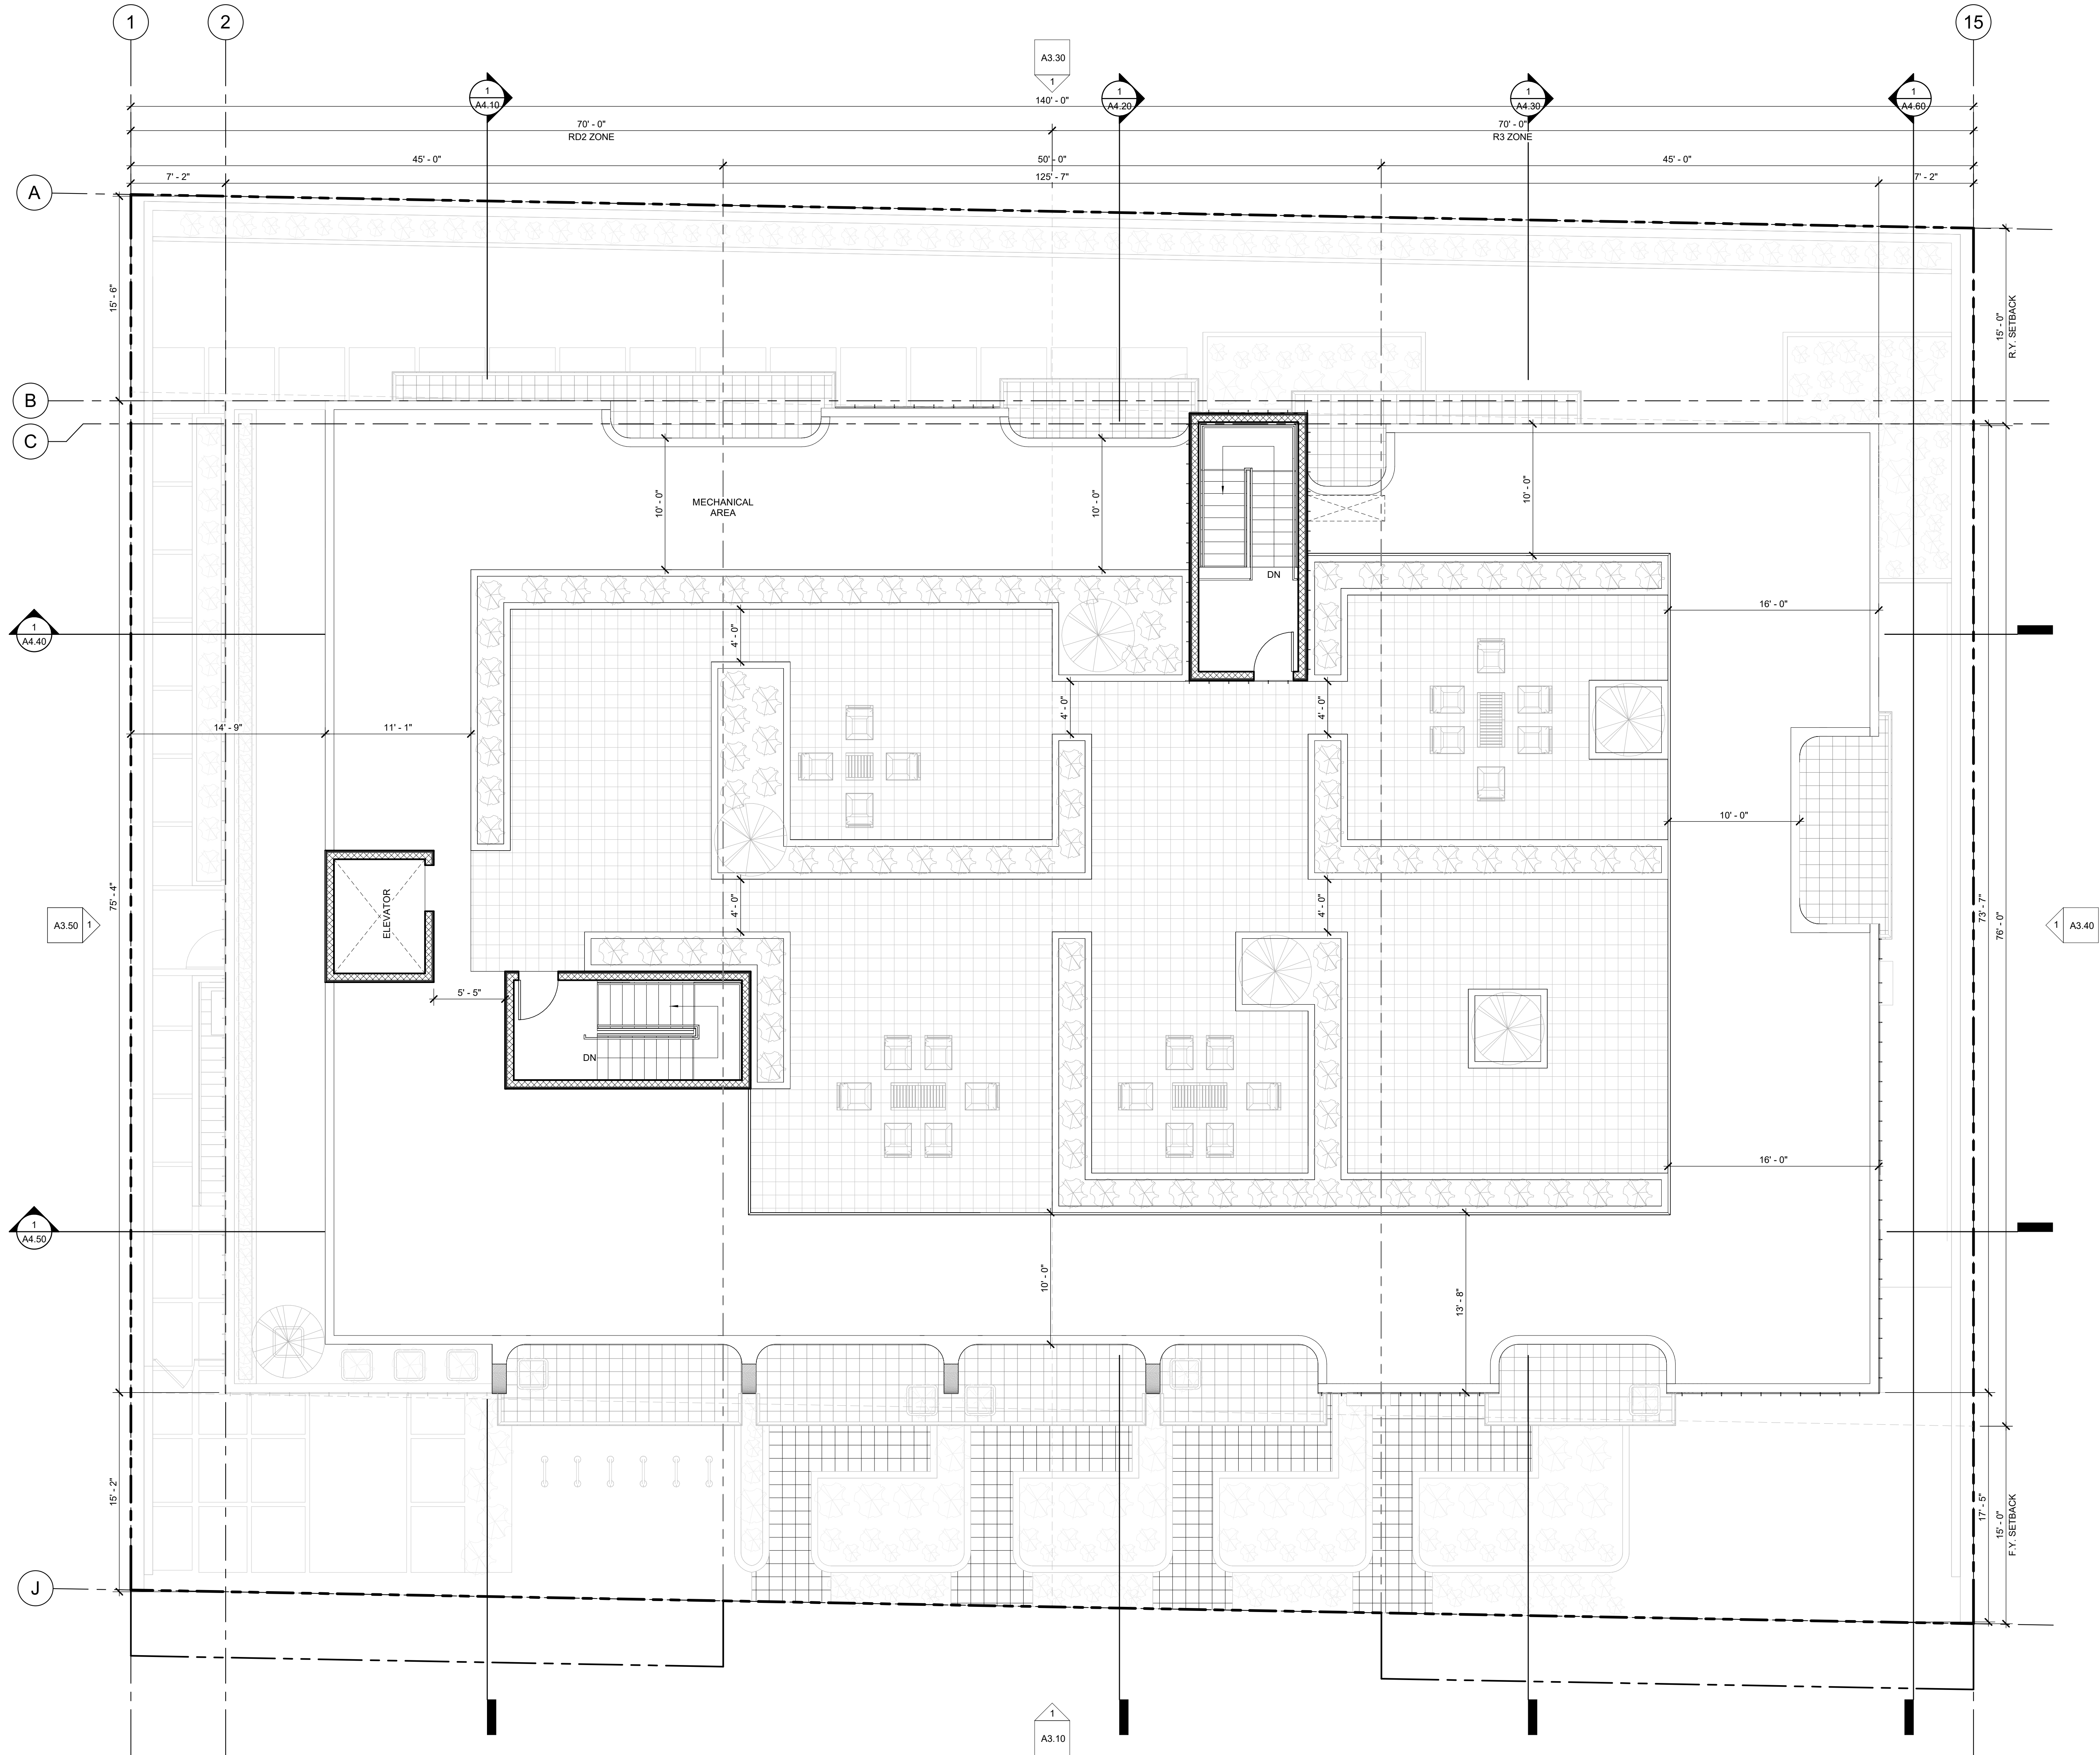 1
2
15
A3.30
1
1
A4.10
1
A4.20
1
A4.30
1
A4.60
140' - 0"
70' - 0"
RD2 ZONE
70' - 0"
R3 ZONE
45' - 0"
50' - 0"
45' - 0"
7' - 2"
125' - 7"
7' - 2"
A
15' - 6"
15' - 0"
R.Y. SETBACK
B
C
10' - 0"
MECHANICAL
AREA
10' - 0"
10' - 0"
DN
16' - 0"
1
A4.40
4' - 0"
4' - 0"
4' - 0"
14' - 9"
11' - 1"
10' - 0"
75' - 4"
ELEVATOR
4' - 0"
4' - 0"
73' - 7"
76' - 0"
A3.50
1
1
A3.40
5' - 5"
DN
16' - 0"
1
A4.50
10' - 0"
13' - 8"
15' - 2"
17' - 5"
15' - 0"
F.Y. SETBACK
J
1
A3.10